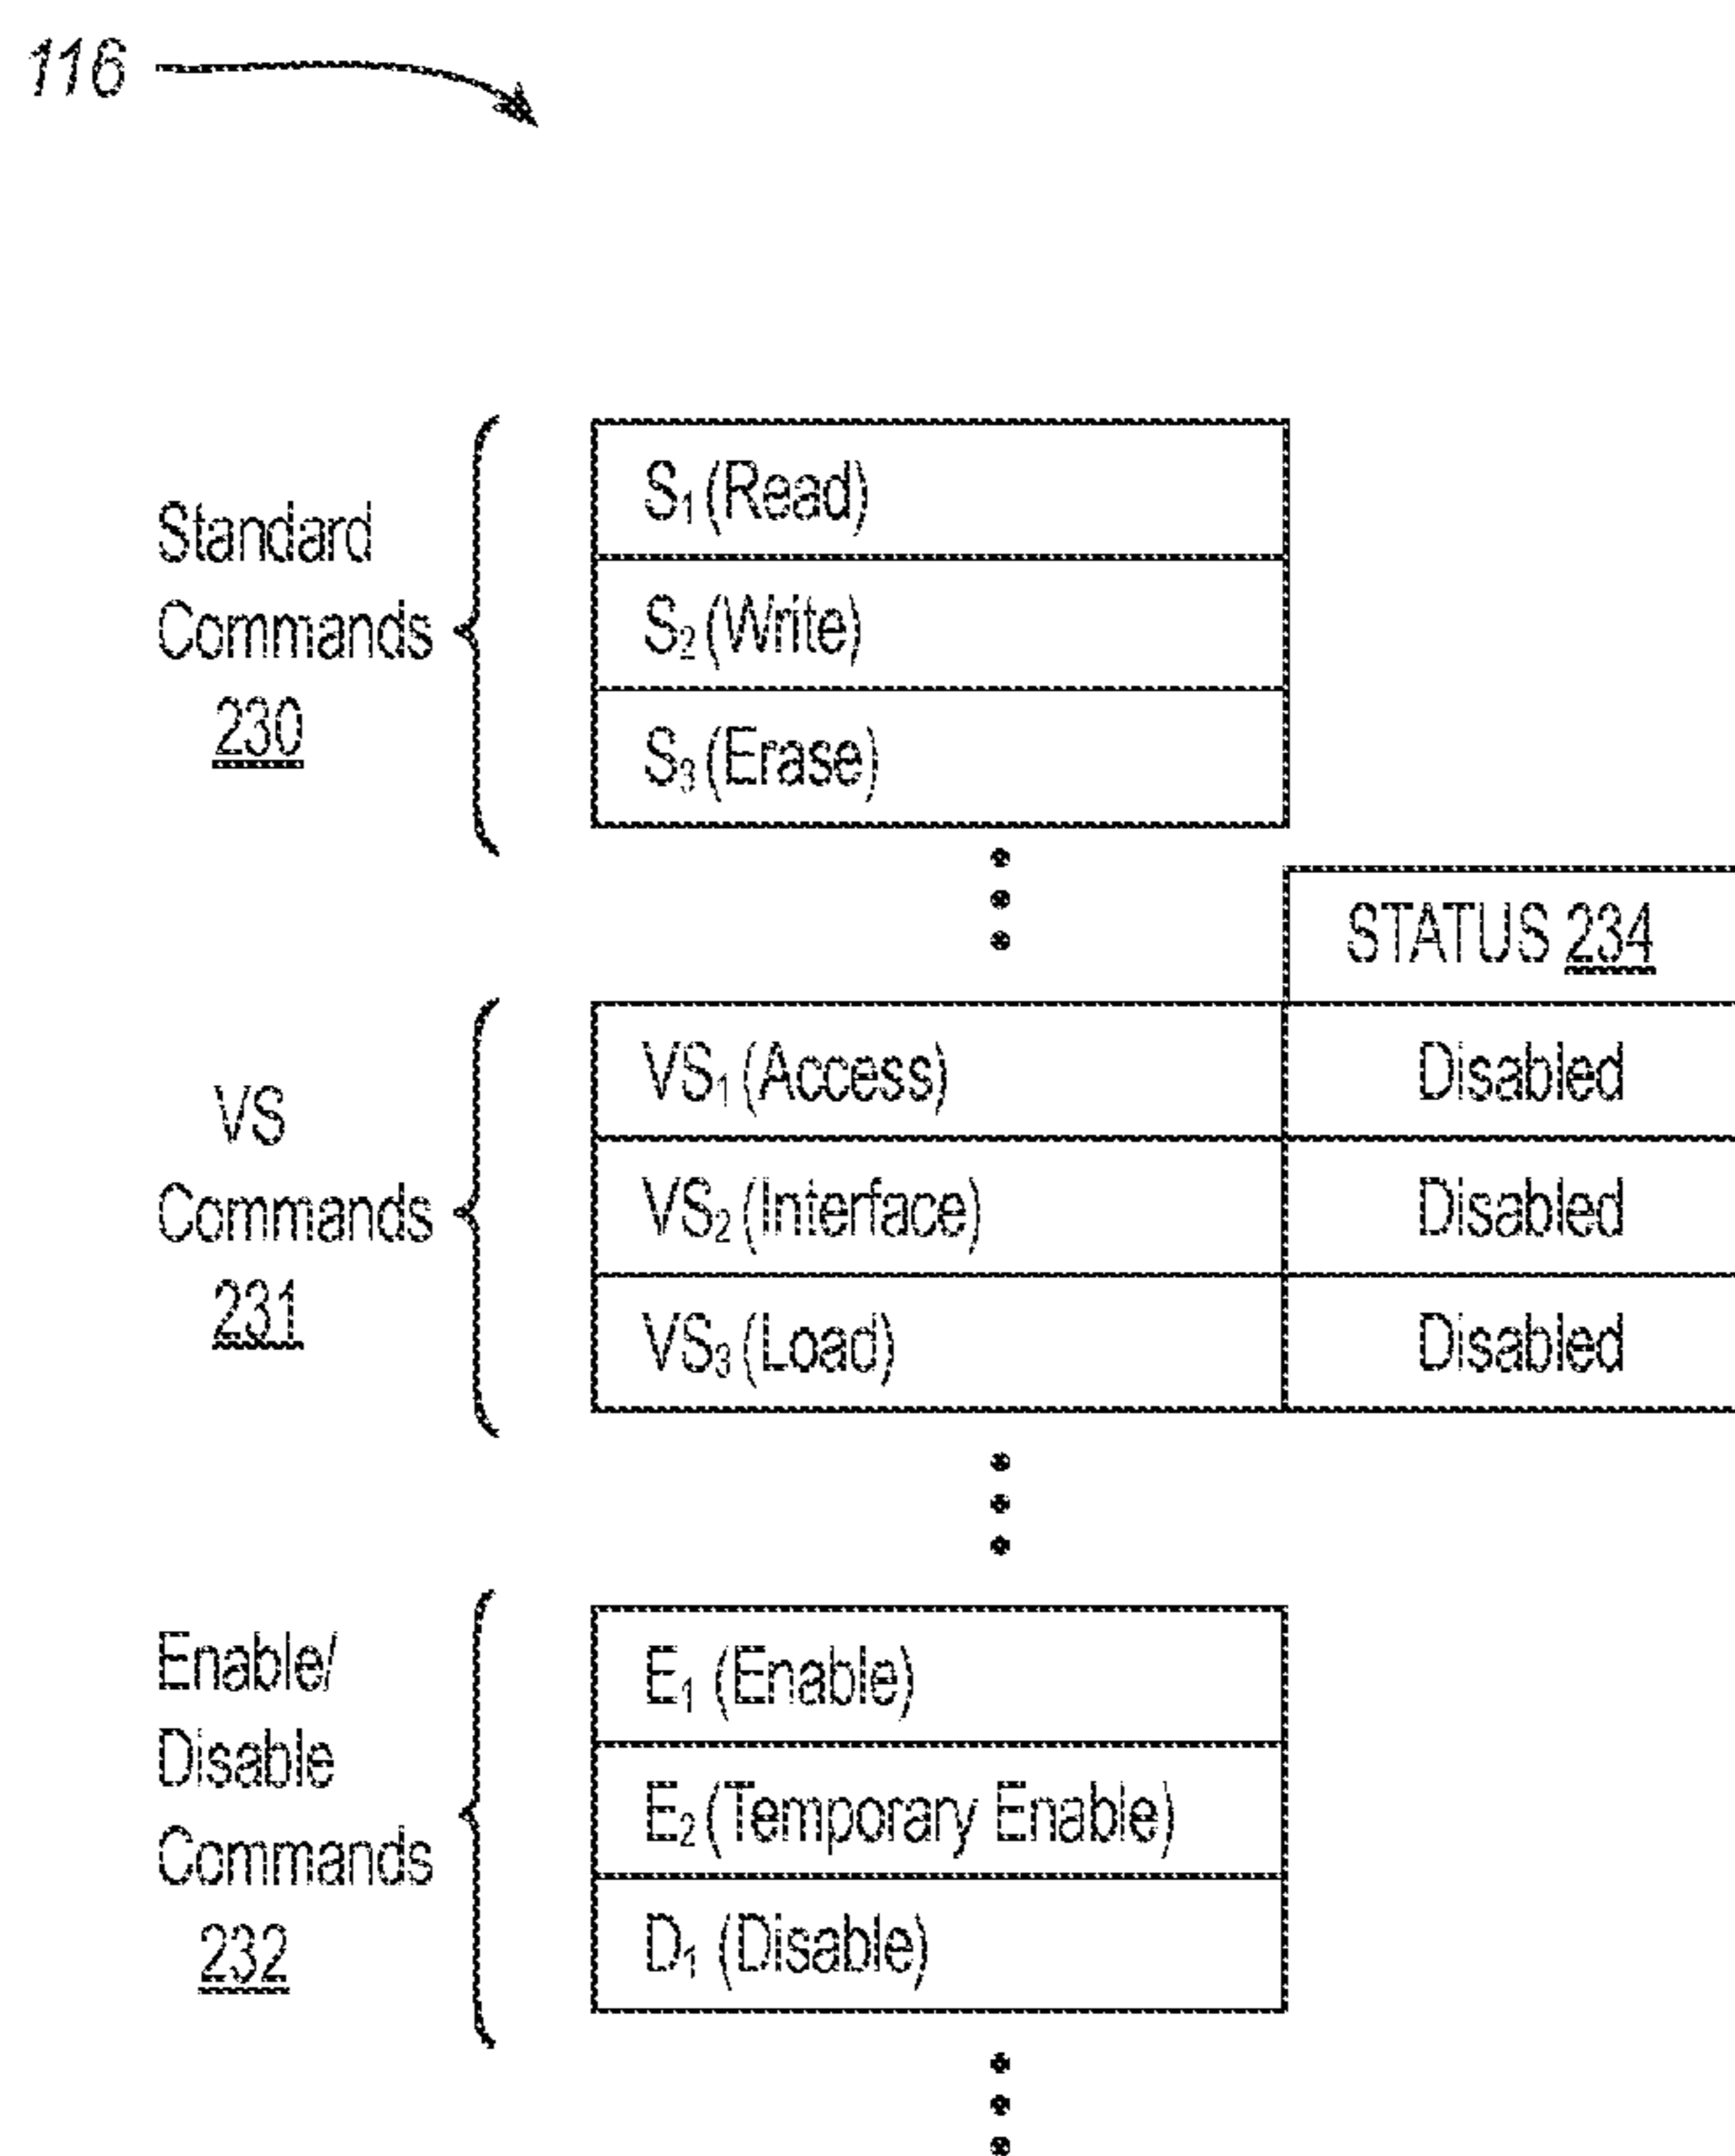 116
Standard
Commands
230
S₁ (Read)
S₂ (Write)
S₃ (Erase)
STATUS 234
VS
Commands
231
VS₁ (Access) Disabled
VS₂ (Interface) Disabled
VS₃ (Load) Disabled
Enable/
Disable
Commands
232
E₁ (Enable)
E₂ (Temporary Enable)
D₁ (Disable)